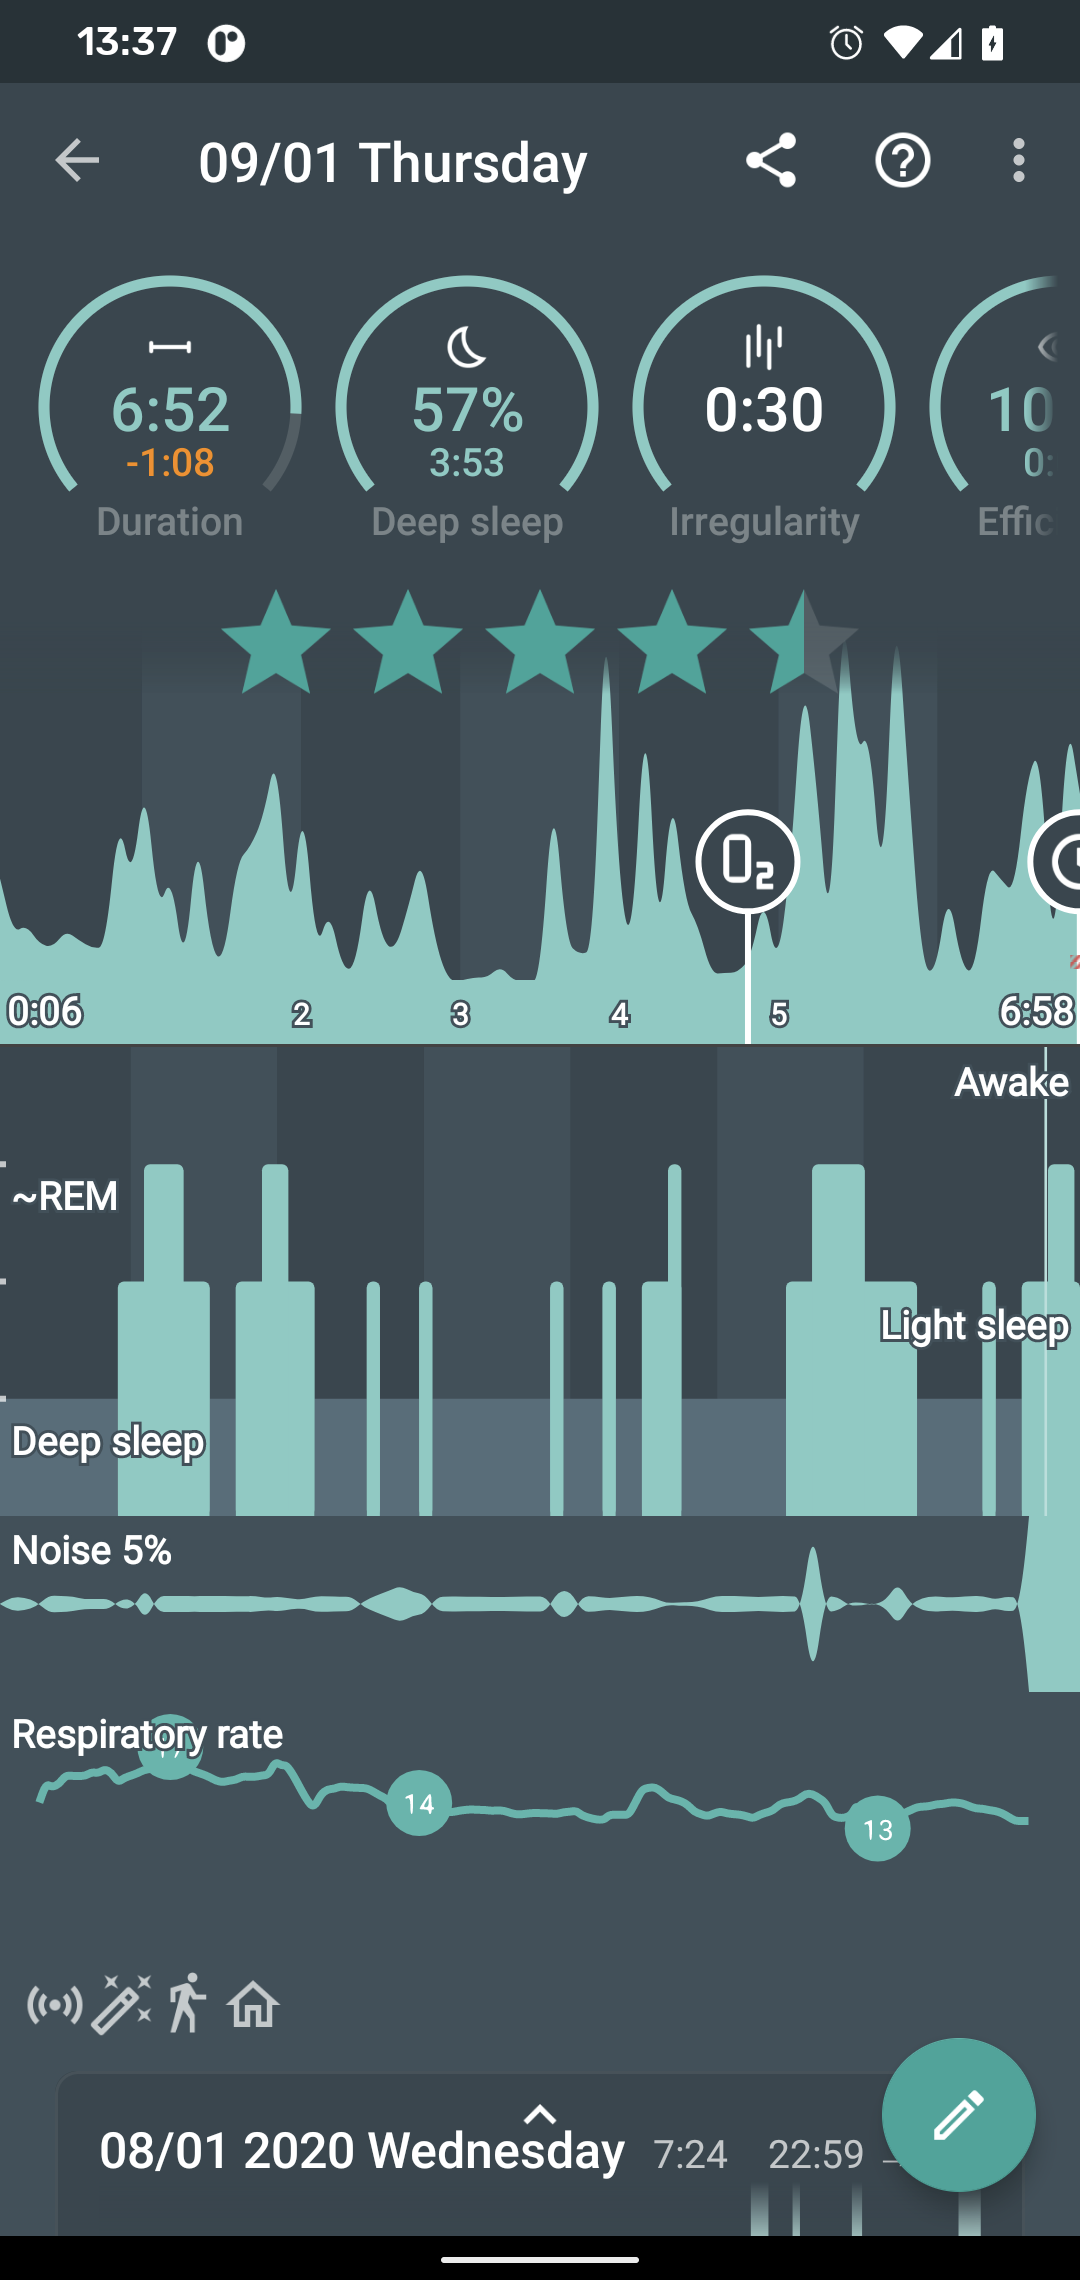 13:37
09/01 Thursday
6:52
-1:08
Duration
57%
3:53
Deep sleep
0:30
Irregularity
10
0:
Effic
O2
0:06 2 3 4 5 6:58
Awake
~REM
Light sleep
Deep sleep
Noise 5%
Respiratory rate
14
13
08/01 2020 Wednesday 7:24 22:59